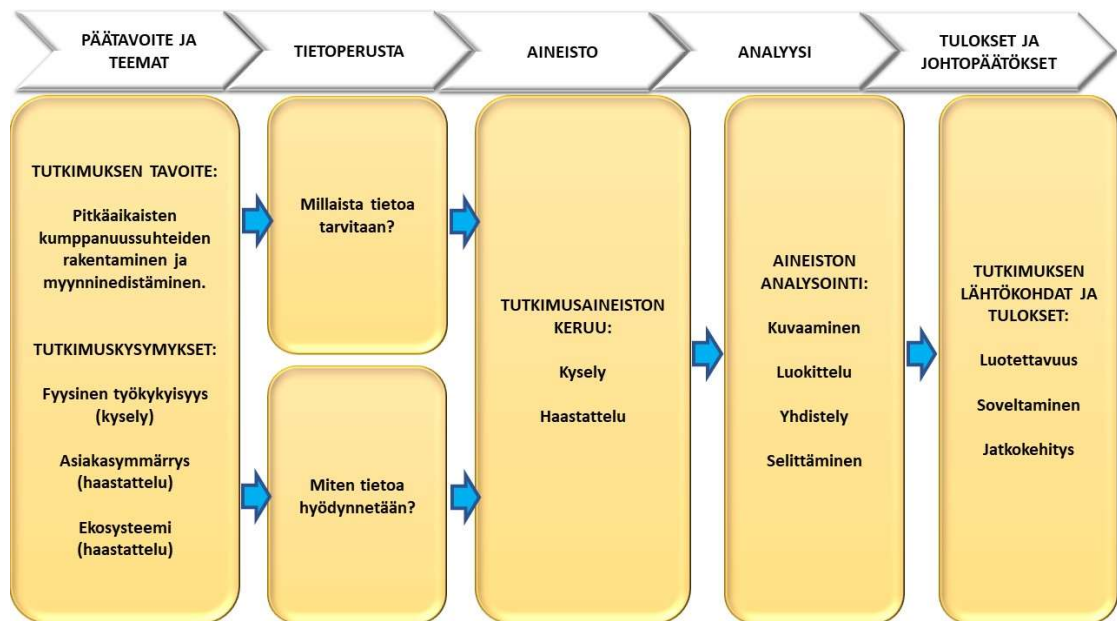 PÄÄTAVOITE JA
TEEMAT
TIETOPERUSTA
AINEISTO
ANALYYSI
TULOKSET JA
JOHTOPÄÄTÖKSET
TUTKIMUKSEN TAVOITE:
Pitkäaikaisten
kumppanuussuhteiden
rakentaminen ja
myynninedistäminen.
TUTKIMUSKYSYMYKSET:
Fyysinen työkykyisyys
(kysely)
Asiakasymmärrys
(haastattelu)
Ekosysteemi
(haastattelu)
Millaista tietoa
tarvitaan?
Miten tietoa
hyödynnetään?
TUTKIMUSAINEISTON
KERUU:
Kysely
Haastattelu
AINEISTON
ANALYSOINTI:
Kuvaaminen
Luokittelu
Yhdistely
Selittäminen
TUTKIMUKSEN
LÄHTÖKOHDAT JA
TULOKSET:
Luotettavuus
Soveltaminen
Jatkokehitys